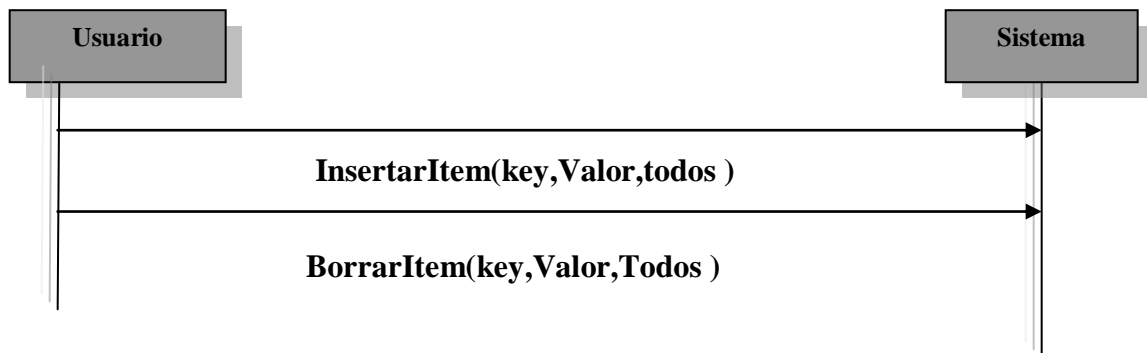 Usuario
Sistema
InsertarItem(key,Valor,todos )
BorrarItem(key,Valor,Todos )